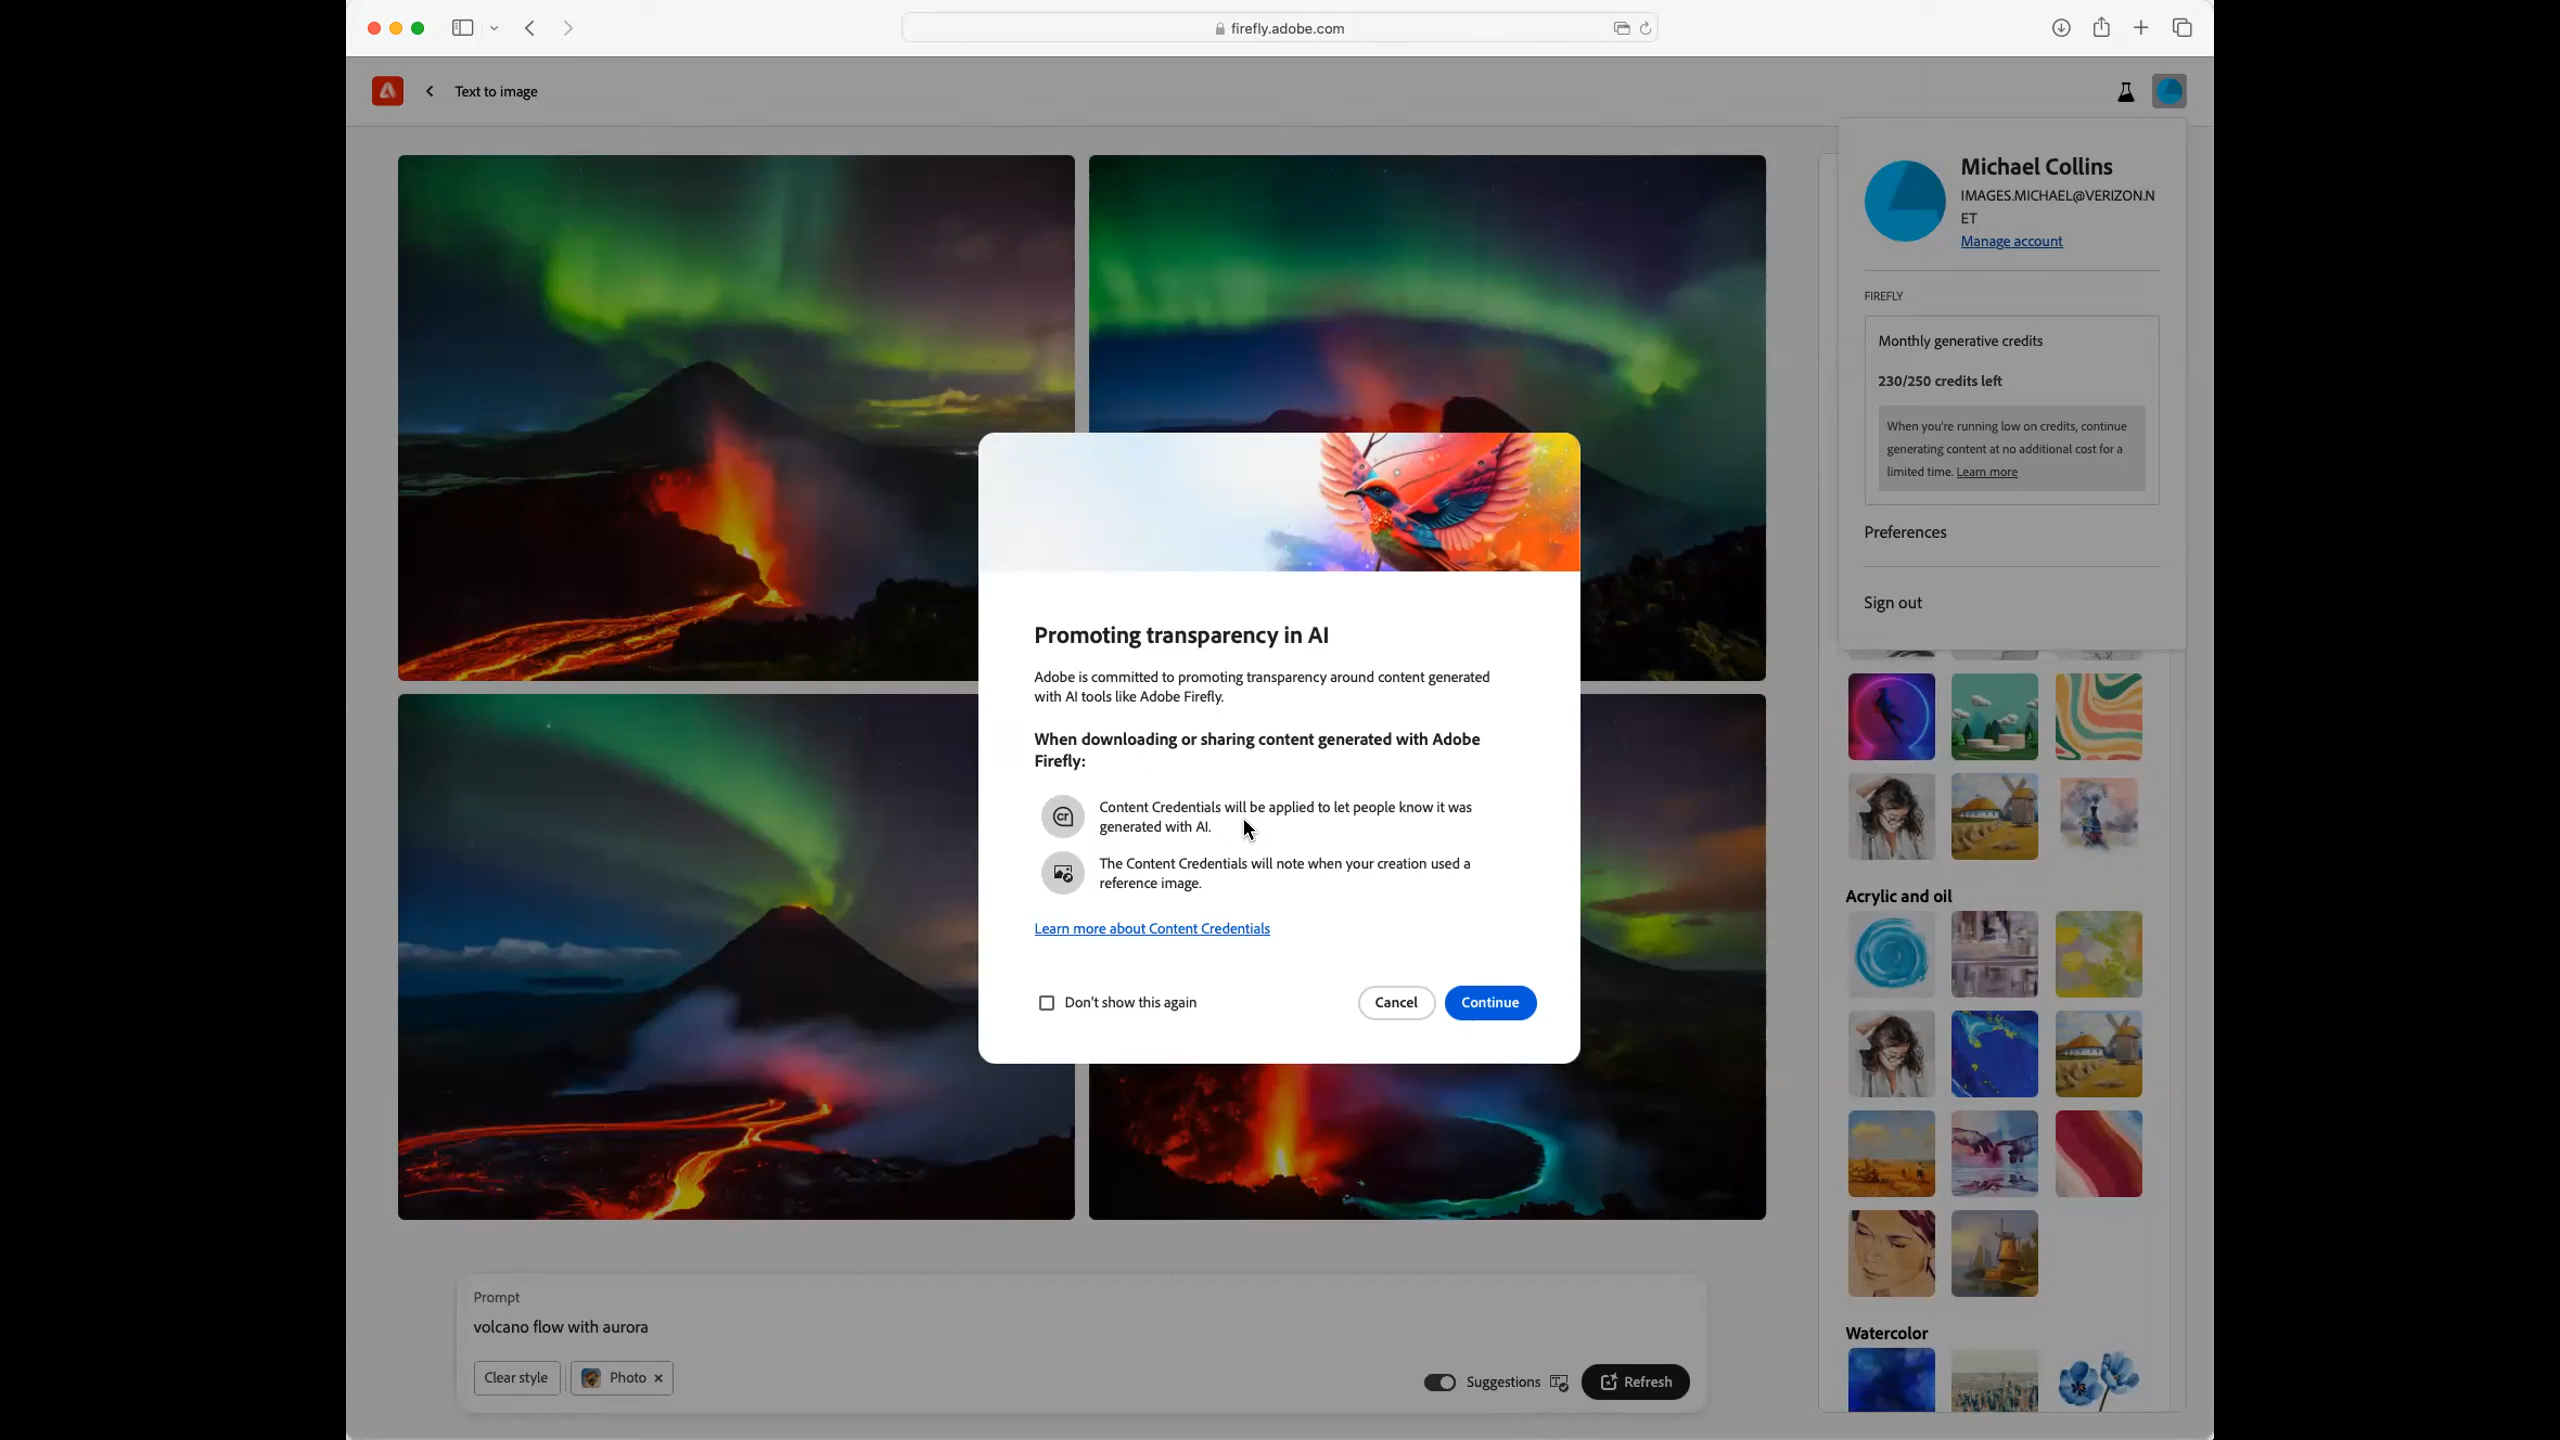 firefly.adobe.com
Text to image
Michael Collins
IMAGES.MICHAEL@VERIZON.N
ET
Manage account
FIREFLY
Monthly generative credits
230/250 credits left
When you're running low on credits, continue
generating content at no additional cost for a
limited time. Learn more
Preferences
Sign out
Promoting transparency in AI
Adobe is committed to promoting transparency around content generated
with AI tools like Adobe Firefly.
When downloading or sharing content generated with Adobe
Firefly:
cr
Content Credentials will be applied to let people know it was
generated with AI.
The Content Credentials will note when your creation used a
reference image.
Learn more about Content Credentials
Don't show this again
Cancel
Continue
Acrylic and oil
Watercolor
Prompt
volcano flow with aurora
Clear style
Photo
Suggestions
Refresh